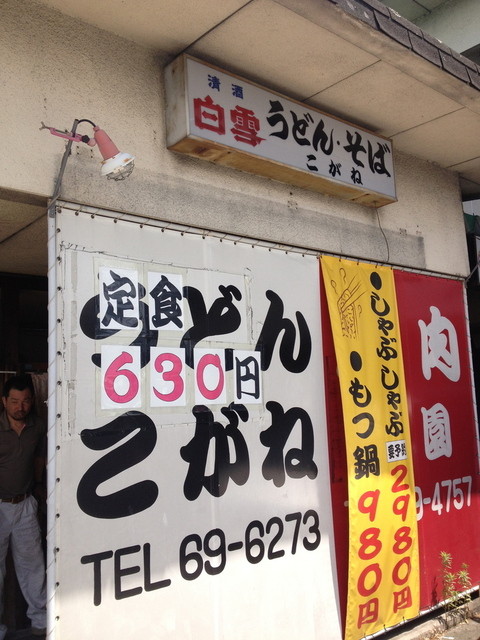 清酒
白雪
うどん・そば
こがね
定食
うどん
630円
こがね
TEL 69-6273
●しゃぶしゃぶ
要予約
2980円
●もつ鍋
980円
肉園
9-4757